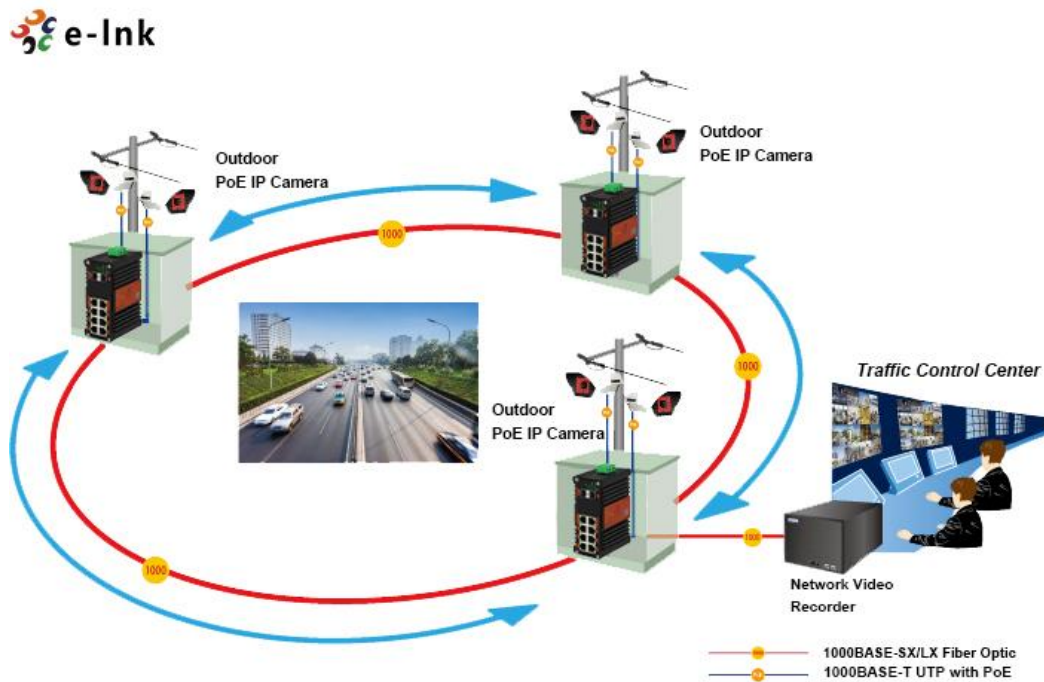 e-lnk
Outdoor
PoE IP Camera
Outdoor
PoE IP Camera
1000
1000
Traffic Control Center
Outdoor
PoE IP Camera
1000
1000
Network Video
Recorder
1000BASE-SX/LX Fiber Optic
1000BASE-T UTP with PoE